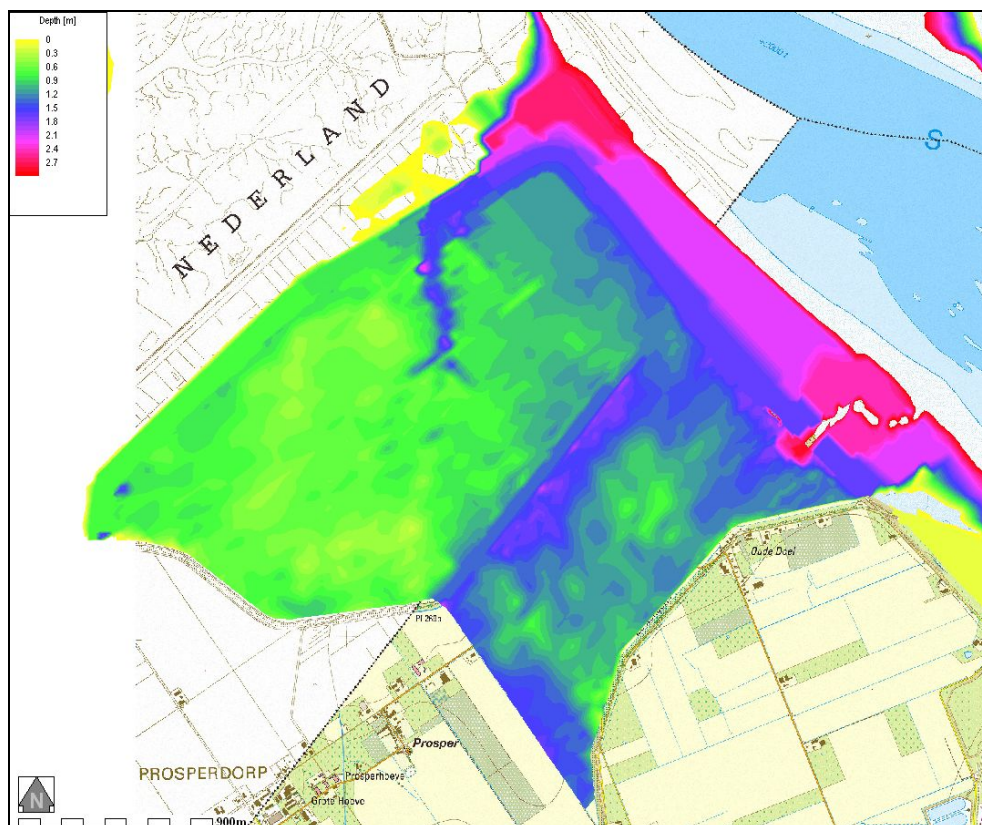 Depth [m]
0
0.3
0.6
0.9
1.2
1.5
1.8
2.1
2.4
2.7
NEDERLAND
S
Oude Doel
Prosper
PROSPERDORP
Prosperhoeve
Grote Hoeve
N
900m